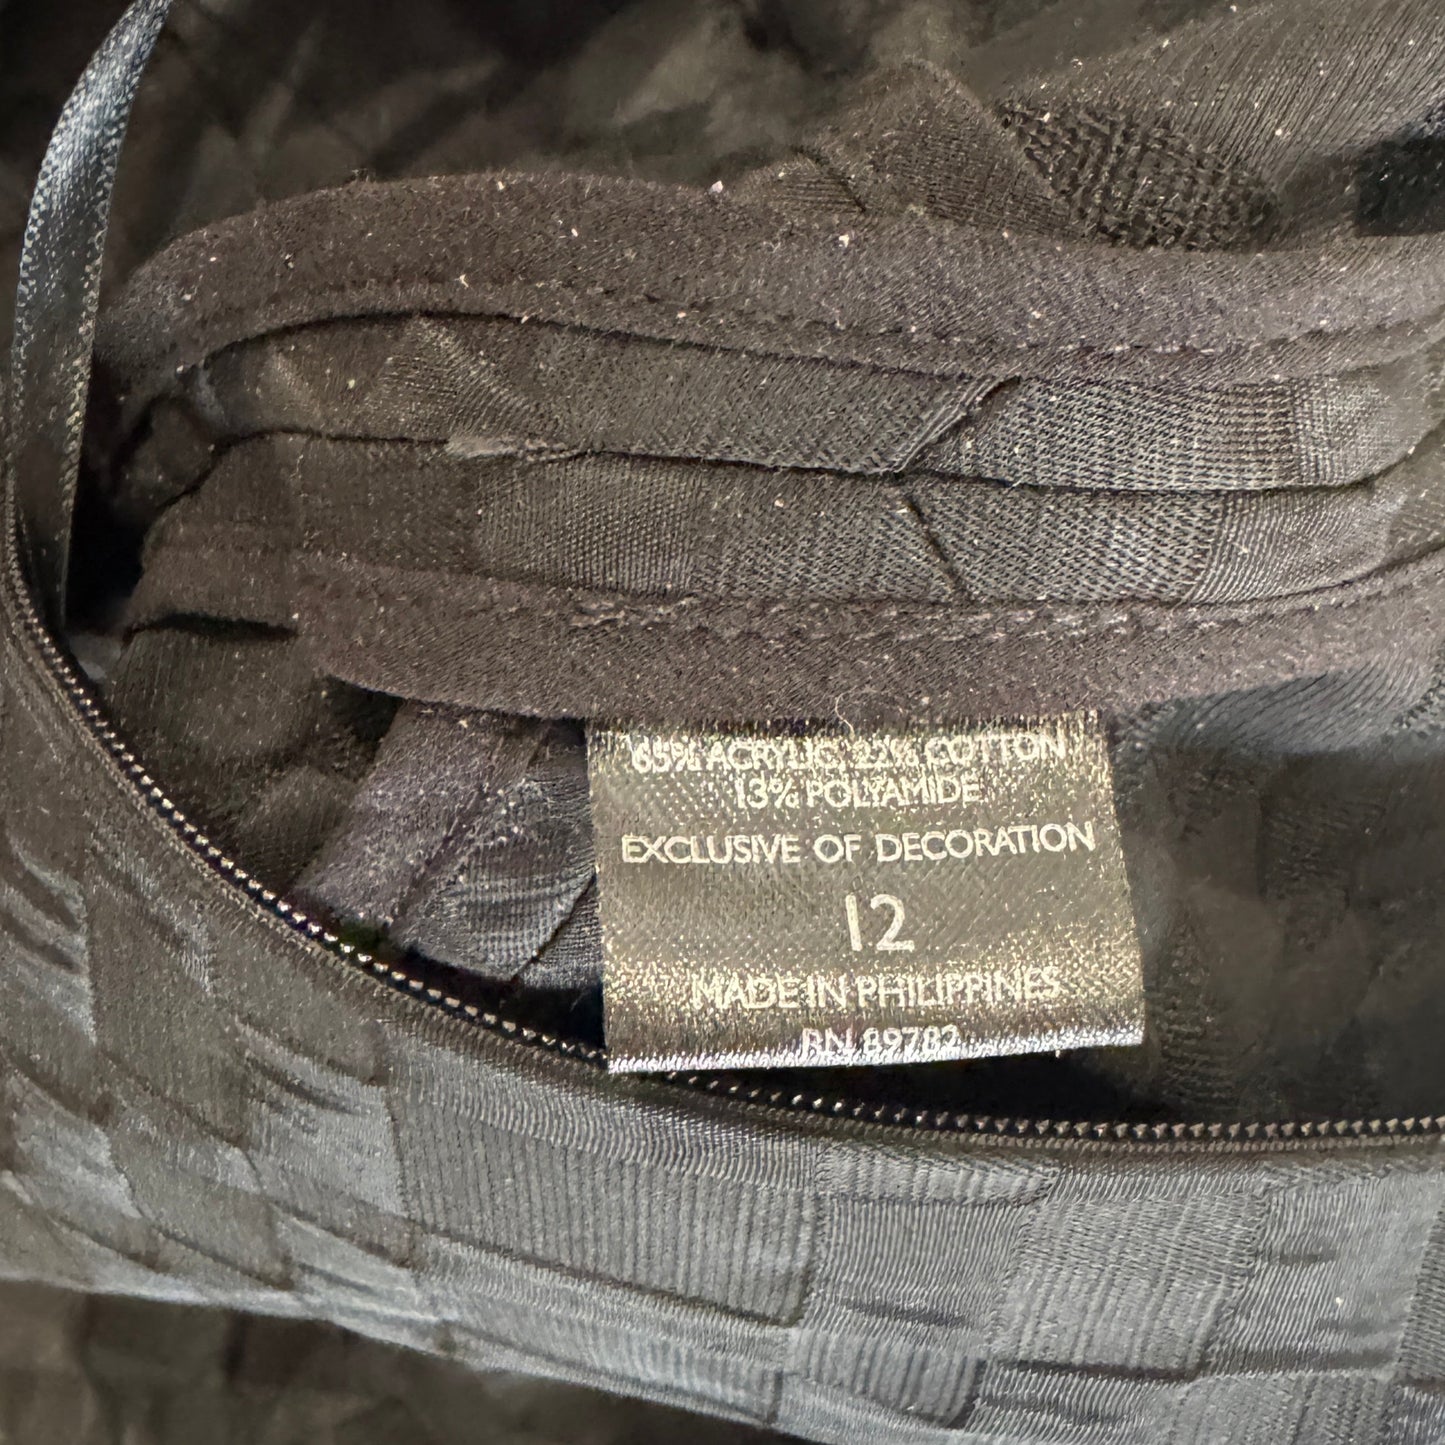 65% ACRYLIC, 22% COTTON
13% POLYAMIDE
EXCLUSIVE OF DECORATION
12
MADE IN PHILIPPINES
RN 89782